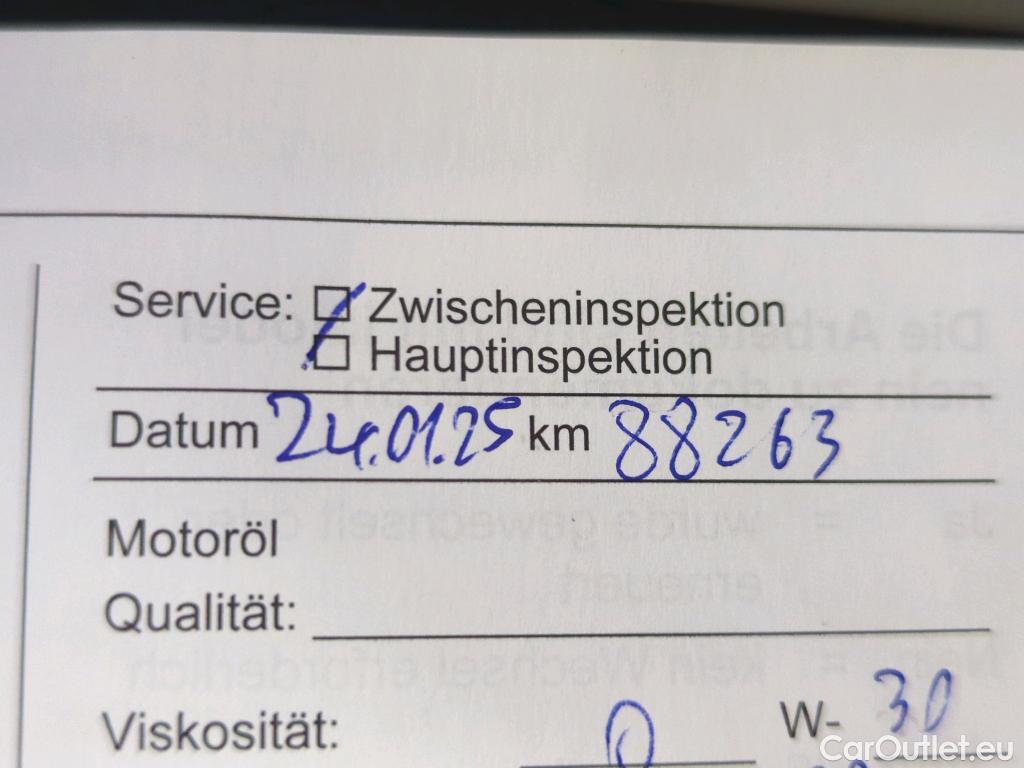 Service: ☐ Zwischeninspektion
☐ Hauptinspektion
Datum 24.01.25 km 88263
Motoröl
Qualität:
Viskosität: 0 W- 30
CarOutlet.eu